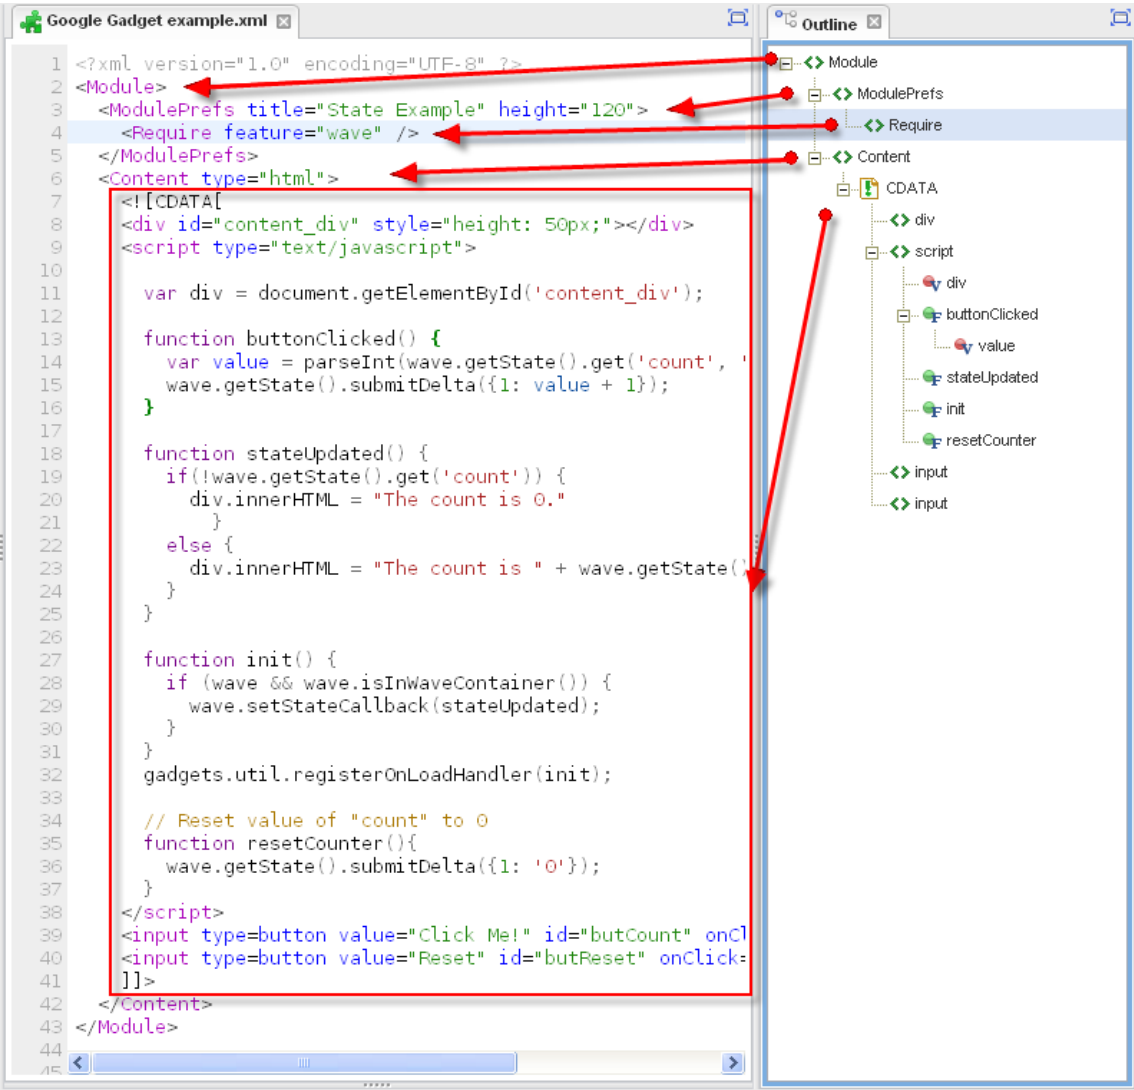 Google Gadget example.xml
1 <?xml version="1.0" encoding="UTF-8" ?>
2 <Module>
3 <ModulePrefs title="State Example" height="120">
4 <Require feature="wave" />
5 </ModulePrefs>
6 <Content type="html">
7 <![CDATA[
8 <div id="content_div" style="height: 50px;"></div>
9 <script type="text/javascript">
10
11 var div = document.getElementById('content_div');
12
13 function buttonClicked() {
14 var value = parseInt(wave.getState().get('count', '
15 wave.getState().submitDelta({1: value + 1});
16 }
17
18 function stateUpdated() {
19 if(!wave.getState().get('count')) {
20 div.innerHTML = "The count is 0."
21 }
22 else {
23 div.innerHTML = "The count is " + wave.getState()
24 }
25 }
26
27 function init() {
28 if (wave && wave.isInWaveContainer()) {
29 wave.setStateCallback(stateUpdated);
30 }
31 }
32 gadgets.util.registerOnLoadHandler(init);
33
34 // Reset value of "count" to 0
35 function resetCounter(){
36 wave.getState().submitDelta({1: '0'});
37 }
38 </script>
39 <input type=button value="Click Me!" id="butCount" onCl
40 <input type=button value="Reset" id="butReset" onClick=
41 ]]>
42 </Content>
43 </Module>
44
45
Outline
Module
ModulePrefs
Require
Content
CDATA
div
script
div
buttonClicked
value
stateUpdated
init
resetCounter
input
input